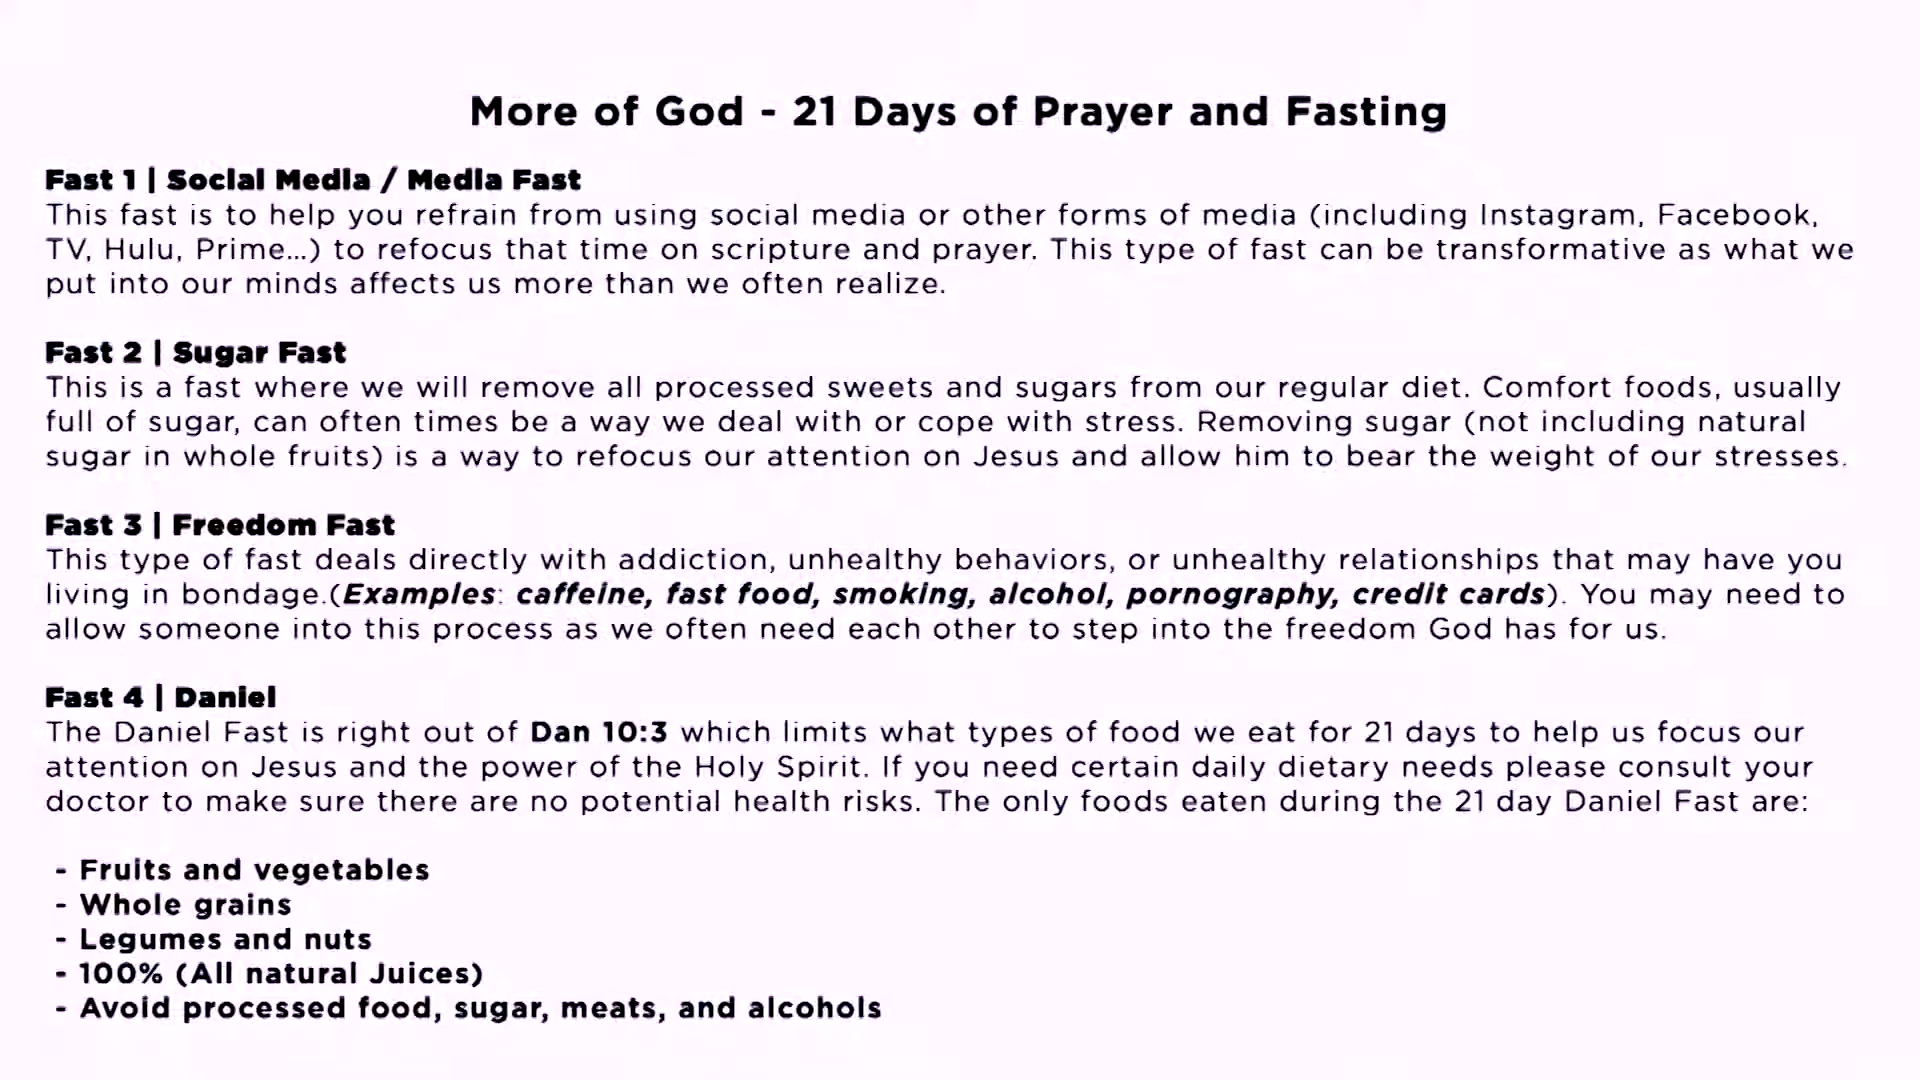 More of God - 21 Days of Prayer and Fasting
Fast 1 | Social Media / Media Fast
This fast is to help you refrain from using social media or other forms of media (including Instagram, Facebook,
TV, Hulu, Prime...) to refocus that time on scripture and prayer. This type of fast can be transformative as what we
put into our minds affects us more than we often realize.
Fast 2 | Sugar Fast
This is a fast where we will remove all processed sweets and sugars from our regular diet. Comfort foods, usually
full of sugar, can often times be a way we deal with or cope with stress. Removing sugar (not including natural
sugar in whole fruits) is a way to refocus our attention on Jesus and allow him to bear the weight of our stresses.
Fast 3 | Freedom Fast
This type of fast deals directly with addiction, unhealthy behaviors, or unhealthy relationships that may have you
living in bondage.(Examples: caffeine, fast food, smoking, alcohol, pornography, credit cards). You may need to
allow someone into this process as we often need each other to step into the freedom God has for us.
Fast 4 | Daniel
The Daniel Fast is right out of Dan 10:3 which limits what types of food we eat for 21 days to help us focus our
attention on Jesus and the power of the Holy Spirit. If you need certain daily dietary needs please consult your
doctor to make sure there are no potential health risks. The only foods eaten during the 21 day Daniel Fast are:
- Fruits and vegetables
- Whole grains
- Legumes and nuts
- 100% (All natural Juices)
- Avoid processed food, sugar, meats, and alcohols